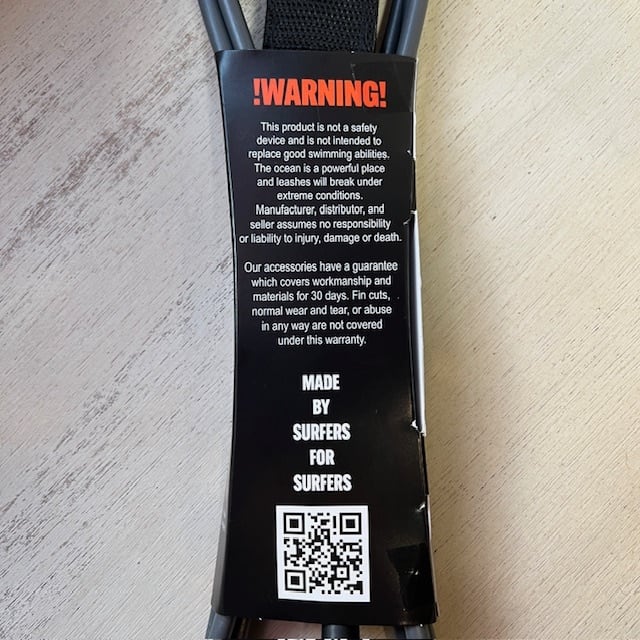 !WARNING!
This product is not a safety
device and is not intended to
replace good swimming abilities.
The ocean is a powerful place
and leashes will break under
extreme conditions.
Manufacturer, distributor, and
seller assumes no responsibility
or liability to injury, damage or death.
Our accessories have a guarantee
which covers workmanship and
materials for 30 days. Fin cuts,
normal wear and tear, or abuse
in any way are not covered
under this warranty.
MADE
BY
SURFERS
FOR
SURFERS